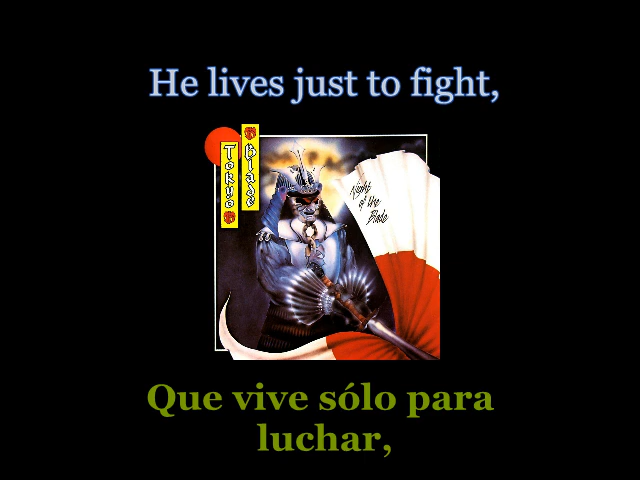 He lives just to fight,
Tokyo
Blade
Night
of the
Blade
Que vive sólo para
luchar,